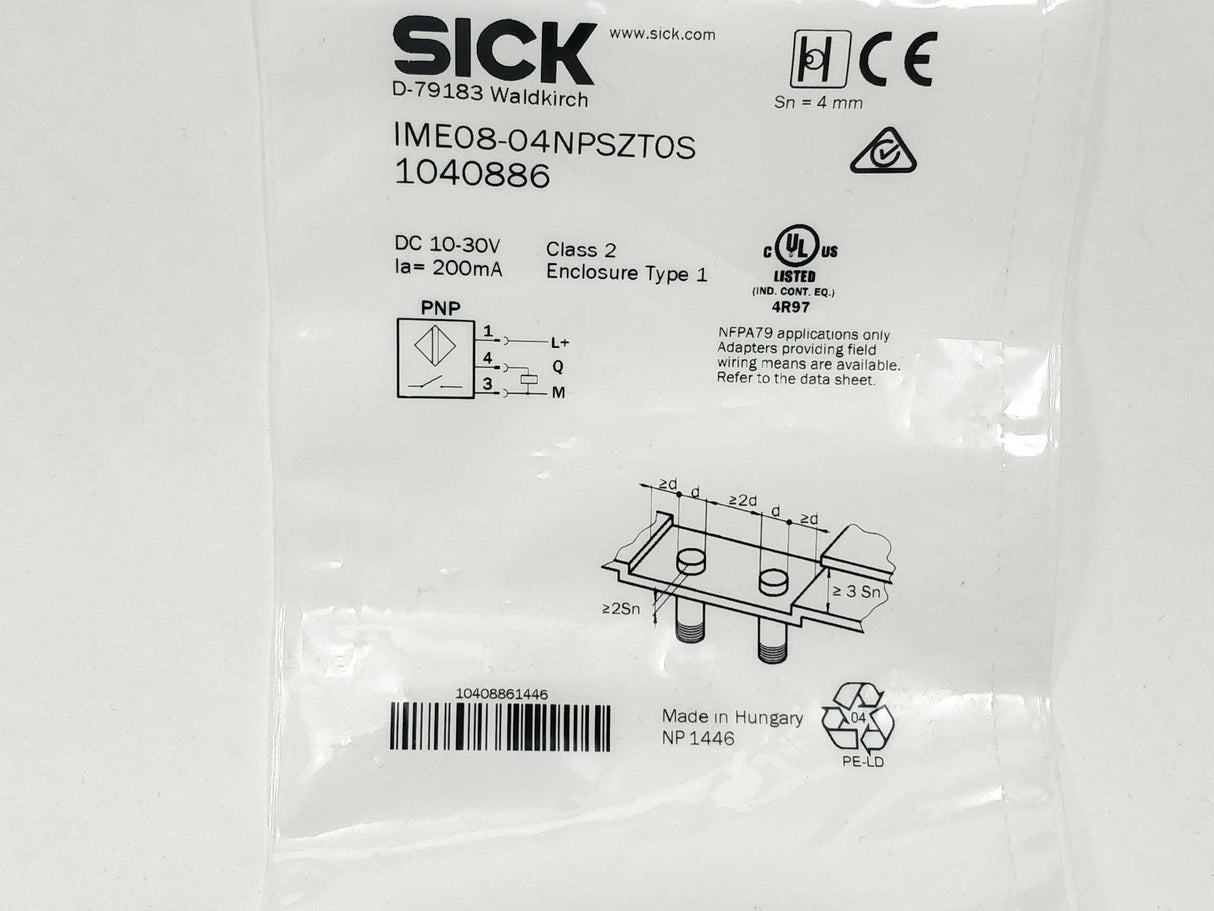 SICK www.sick.com
D-79183 Waldkirch
Sn = 4 mm
IME08-04NPSZT0S
1040886
DC 10-30V
Ia= 200mA
Class 2
Enclosure Type 1
C UL US
LISTED
(IND. CONT. EQ.)
4R97
NFPA79 applications only
Adapters providing field
wiring means are available.
Refer to the data sheet.
PNP
1 L+
4 Q
3 M
≥d d ≥2d d ≥d
≥ 3 Sn
≥2Sn
10408861446
Made in Hungary
NP 1446
04
PE-LD